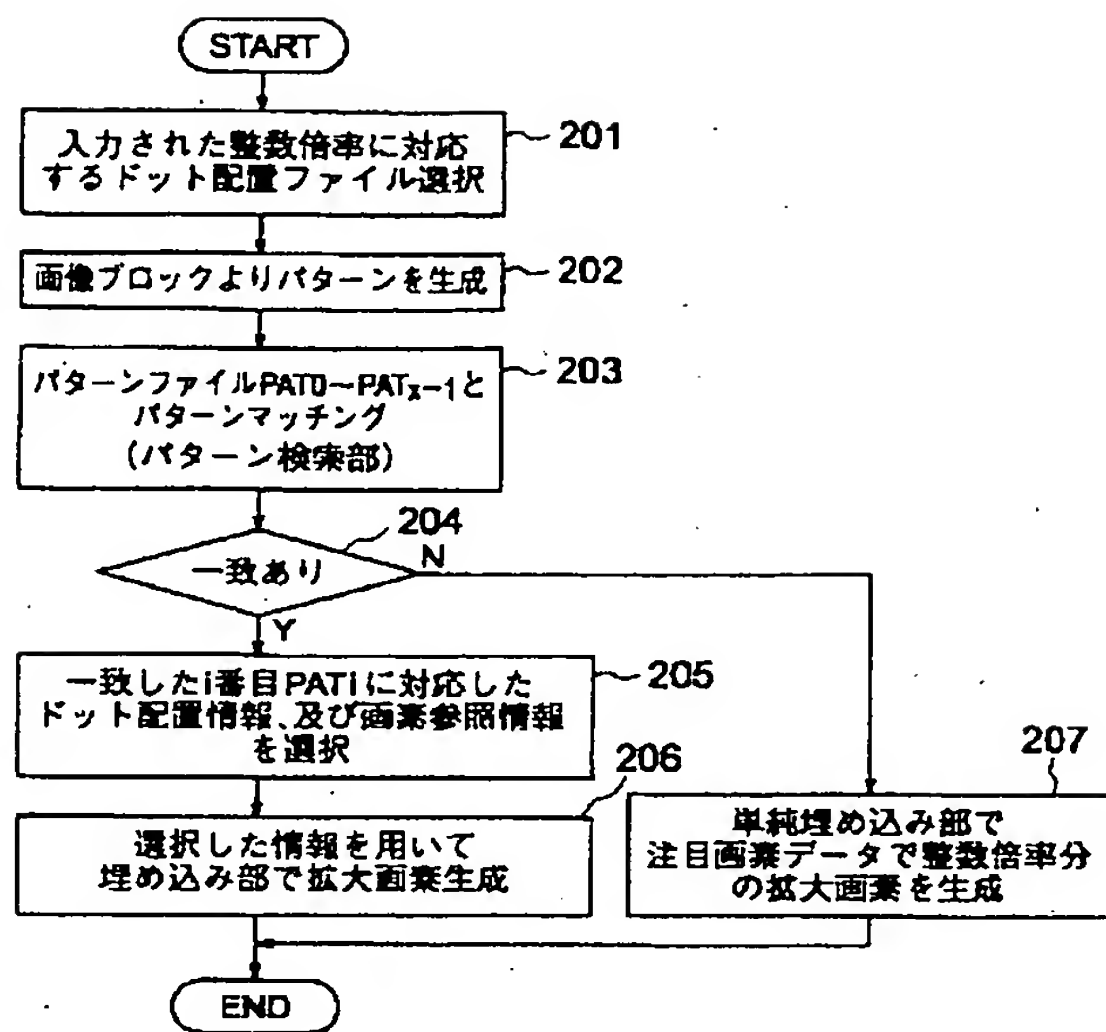 START
入力された整数倍率に対応
するドット配置ファイル選択
201
画像ブロックよりパターンを生成
202
パターンファイルPAT0~PATx-1と
パターンマッチング
(パターン検索部)
203
204
一致あり
N
Y
一致したi番目PATiに対応した
ドット配置情報、及び画素参照情報
を選択
205
選択した情報を用いて
埋め込み部で拡大画素生成
206
単純埋め込み部で
注目画素データで整数倍率分
の拡大画素を生成
207
END